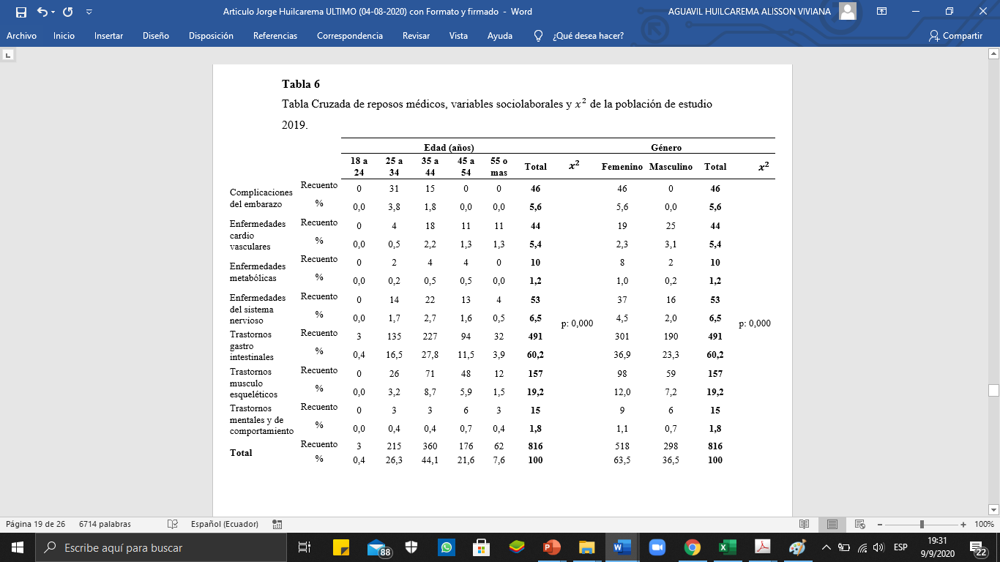 Articulo Jorge Huilcarema ULTIMO (04-08-2020) con Formato y firmado - Word
AGUAVIL HUILCAREMA ALISSON VIVIANA
Archivo Inicio Insertar Diseño Disposición Referencias Correspondencia Revisar Vista Ayuda ¿Qué desea hacer? Compartir
Tabla 6
Tabla Cruzada de reposos médicos, variables sociolaborales y x² de la población de estudio
2019.
Edad (años) Género
18 a 24 25 a 34 35 a 44 45 a 54 55 o mas Total x² Femenino Masculino Total x²
Complicaciones del embarazo Recuento 0 31 15 0 0 46 46 0 46
% 0,0 3,8 1,8 0,0 0,0 5,6 5,6 0,0 5,6
Enfermedades cardio vasculares Recuento 0 4 18 11 11 44 19 25 44
% 0,0 0,5 2,2 1,3 1,3 5,4 2,3 3,1 5,4
Enfermedades metabólicas Recuento 0 2 4 4 0 10 8 2 10
% 0,0 0,2 0,5 0,5 0,0 1,2 1,0 0,2 1,2
Enfermedades del sistema nervioso Recuento 0 14 22 13 4 53 37 16 53
% 0,0 1,7 2,7 1,6 0,5 6,5 p: 0,000 4,5 2,0 6,5 p: 0,000
Trastornos gastro intestinales Recuento 3 135 227 94 32 491 301 190 491
% 0,4 16,5 27,8 11,5 3,9 60,2 36,9 23,3 60,2
Trastornos musculo esqueléticos Recuento 0 26 71 48 12 157 98 59 157
% 0,0 3,2 8,7 5,9 1,5 19,2 12,0 7,2 19,2
Trastornos mentales y de comportamiento Recuento 0 3 3 6 3 15 9 6 15
% 0,0 0,4 0,4 0,7 0,4 1,8 1,1 0,7 1,8
Total Recuento 3 215 360 176 62 816 518 298 816
% 0,4 26,3 44,1 21,6 7,6 100 63,5 36,5 100
Página 19 de 26 6714 palabras Español (Ecuador) 100%
Escribe aquí para buscar 88 ESP 19:31
9/9/2020 22